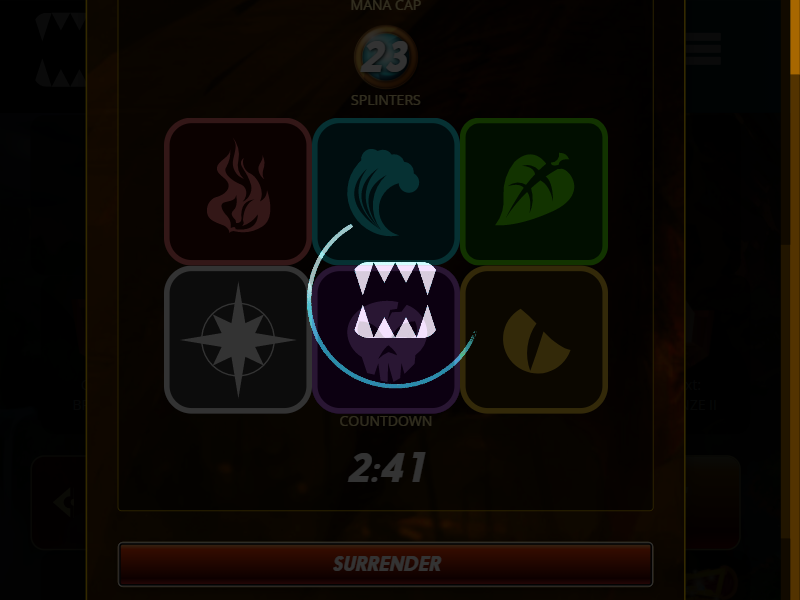 MANA CAP
23
SPLINTERS
COUNTDOWN
2:41
SURRENDER